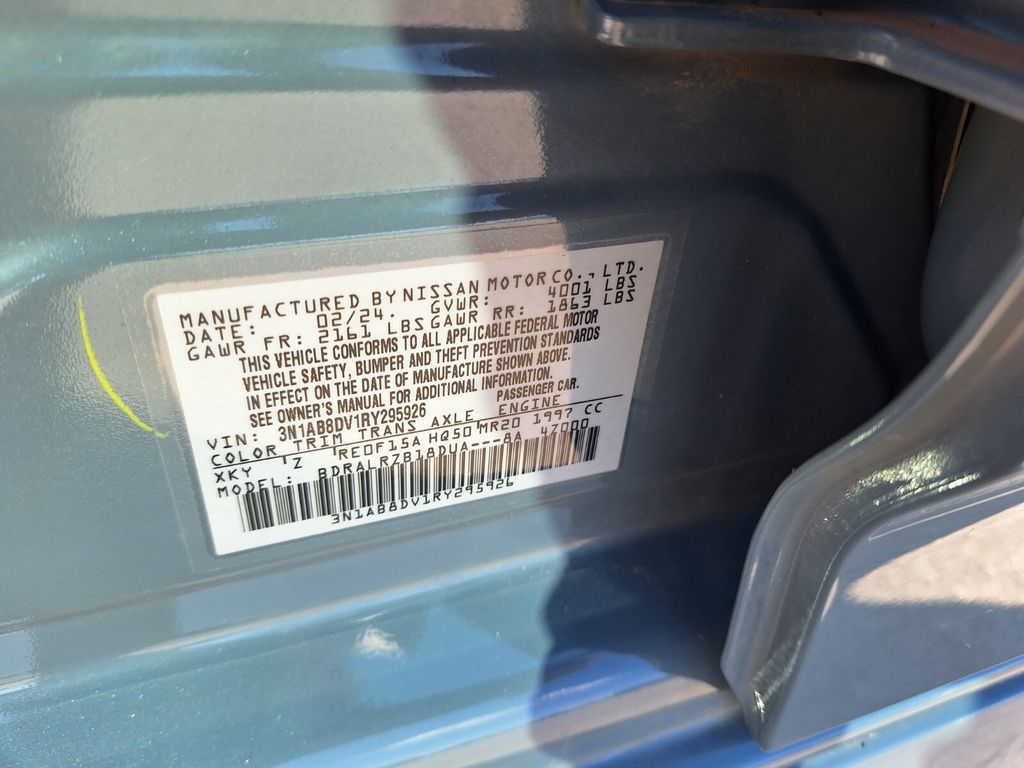 MANUFACTURED BY NISSAN MOTOR CO., LTD.
DATE: 02/24. GVWR: 4001 LBS
GAWR FR: 2161 LBS GAWR RR: 1863 LBS
THIS VEHICLE CONFORMS TO ALL APPLICABLE FEDERAL MOTOR
VEHICLE SAFETY, BUMPER AND THEFT PREVENTION STANDARDS
IN EFFECT ON THE DATE OF MANUFACTURE SHOWN ABOVE.
SEE OWNER'S MANUAL FOR ADDITIONAL INFORMATION.
VIN: 3N1AB8DV1RY295926 PASSENGER CAR.
COLOR TRIM TRANS AXLE ENGINE
XKY Z RE0F15A HQ50 MR20 1997 CC
MODEL: BDRALRZB18DUA---8A 47000
3N1AB8DV1RY295926